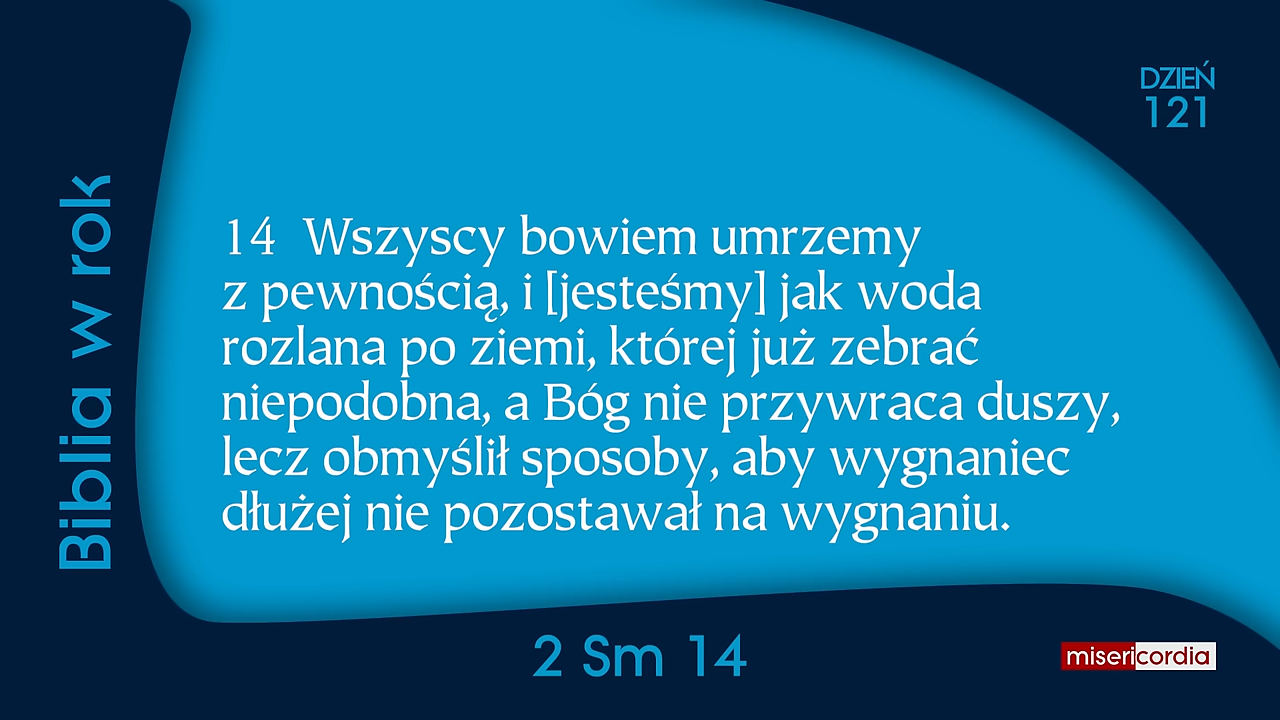 DZIEŃ
121
Biblia w rok
14 Wszyscy bowiem umrzemy
z pewnością, i [jesteśmy] jak woda
rozlana po ziemi, której już zebrać
niepodobna, a Bóg nie przywraca duszy,
lecz obmyślił sposoby, aby wygnaniec
dłużej nie pozostawał na wygnaniu.
2 Sm 14
misericordia